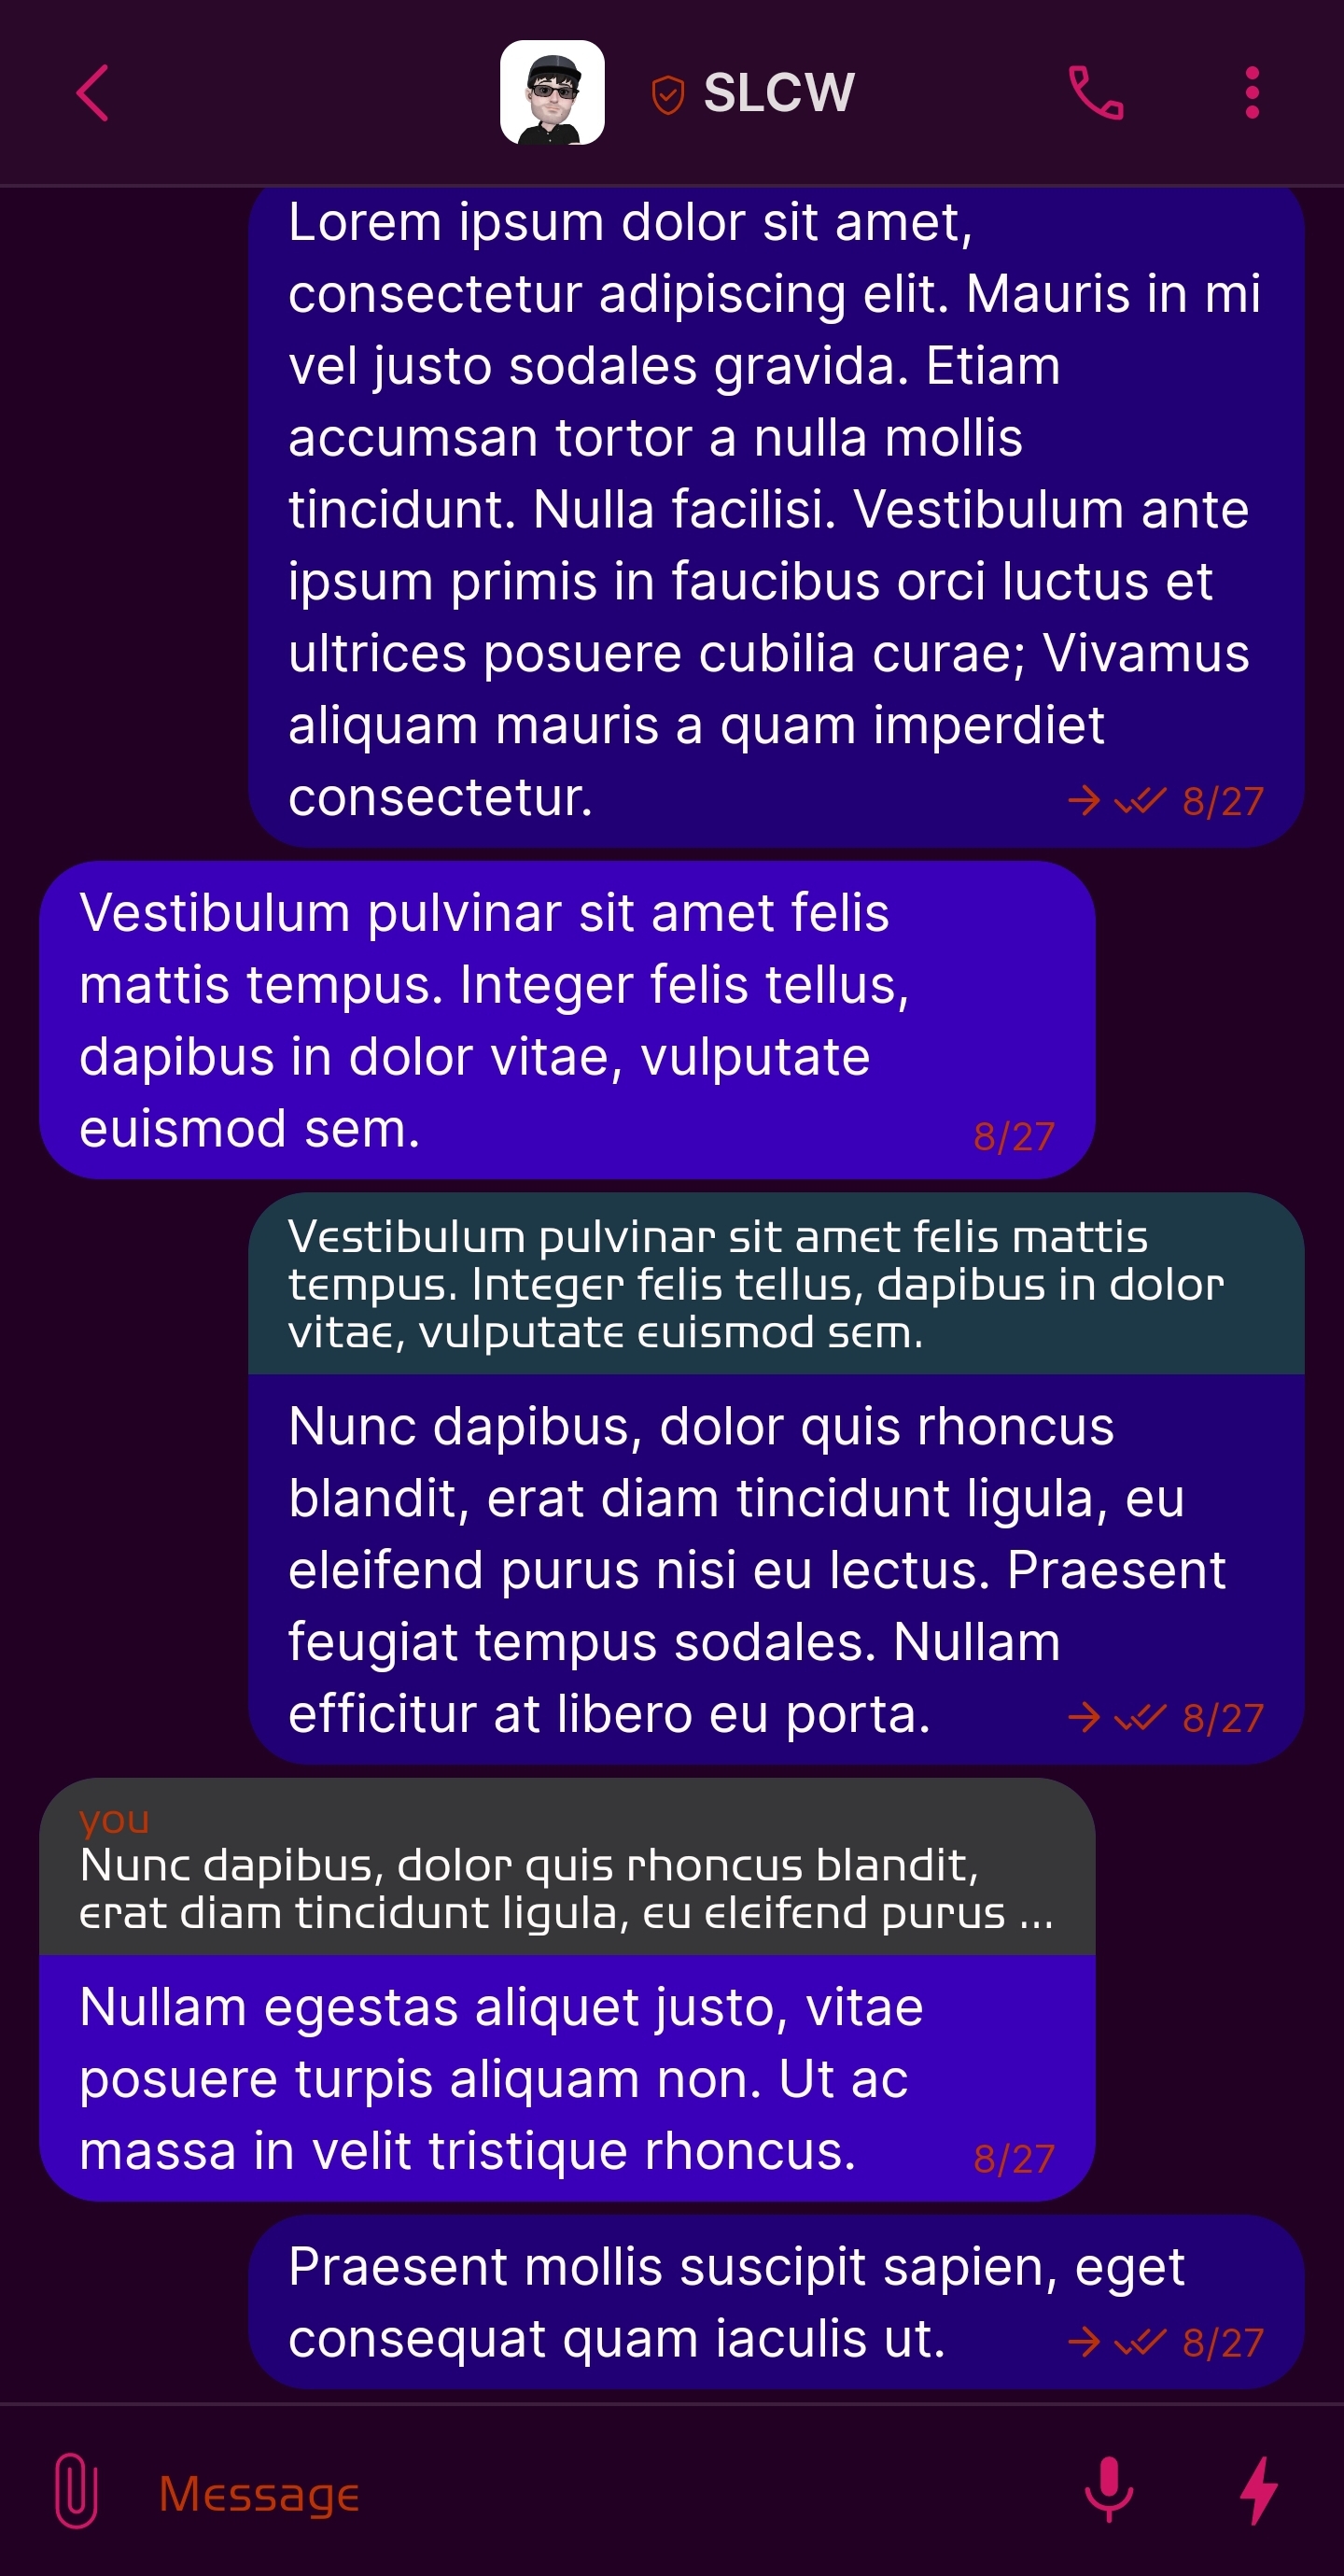 SLCW
Lorem ipsum dolor sit amet,
consectetur adipiscing elit. Mauris in mi
vel justo sodales gravida. Etiam
accumsan tortor a nulla mollis
tincidunt. Nulla facilisi. Vestibulum ante
ipsum primis in faucibus orci luctus et
ultrices posuere cubilia curae; Vivamus
aliquam mauris a quam imperdiet
consectetur.
8/27
Vestibulum pulvinar sit amet felis
mattis tempus. Integer felis tellus,
dapibus in dolor vitae, vulputate
euismod sem.
8/27
Vestibulum pulvinar sit amet felis mattis
tempus. Integer felis tellus, dapibus in dolor
vitae, vulputate euismod sem.
Nunc dapibus, dolor quis rhoncus
blandit, erat diam tincidunt ligula, eu
eleifend purus nisi eu lectus. Praesent
feugiat tempus sodales. Nullam
efficitur at libero eu porta.
8/27
you
Nunc dapibus, dolor quis rhoncus blandit,
erat diam tincidunt ligula, eu eleifend purus ...
Nullam egestas aliquet justo, vitae
posuere turpis aliquam non. Ut ac
massa in velit tristique rhoncus.
8/27
Praesent mollis suscipit sapien, eget
consequat quam iaculis ut.
8/27
Message